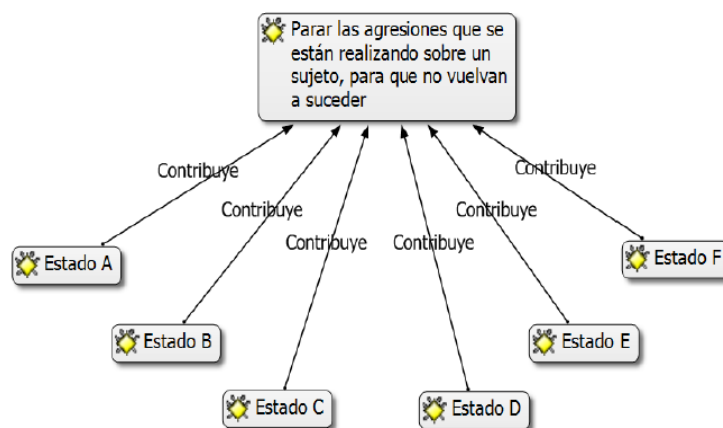 Parar las agresiones que se
están realizando sobre un
sujeto, para que no vuelvan
a suceder
Contribuye
Contribuye
Contribuye
Contribuye
Contribuye
Contribuye
Estado A
Estado B
Estado C
Estado D
Estado E
Estado F